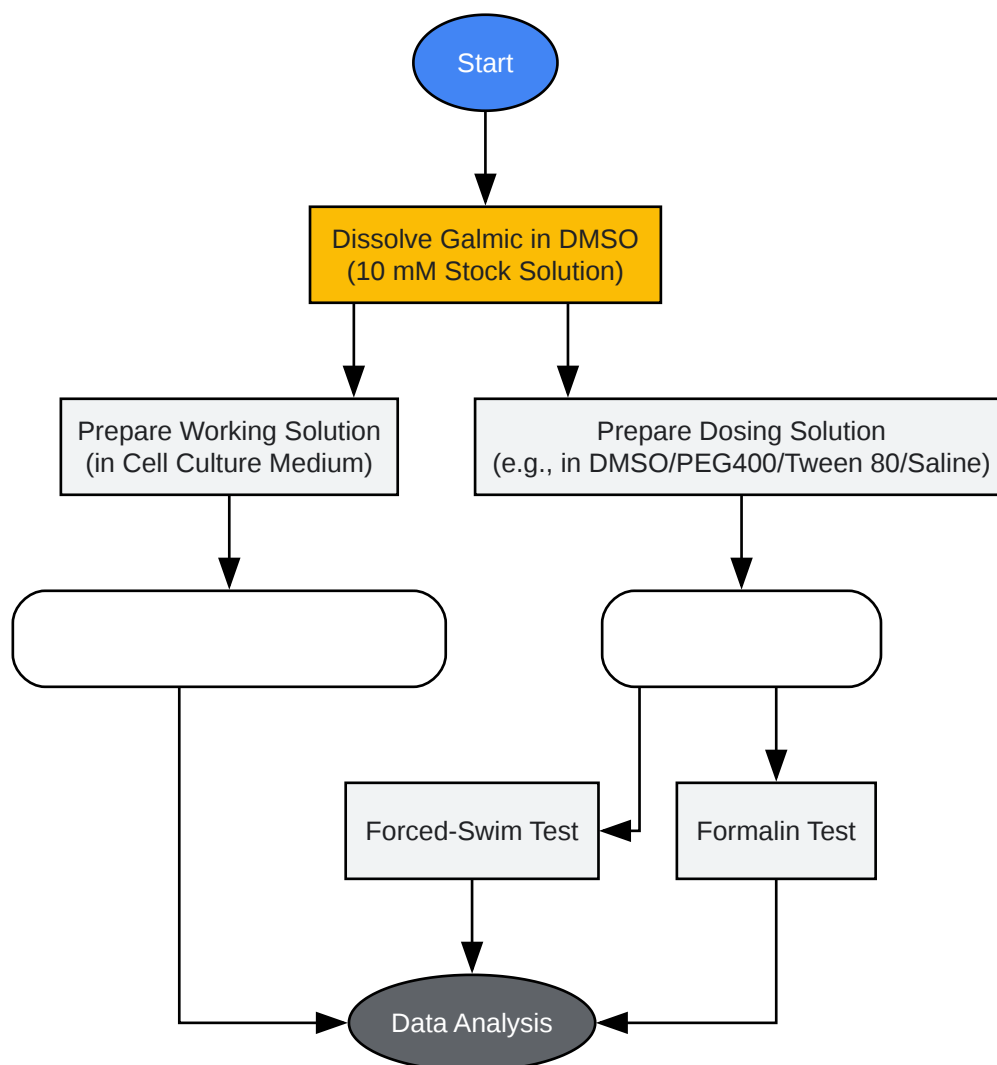 Start
Dissolve Galmic in DMSO
(10 mM Stock Solution)
Prepare Working Solution
(in Cell Culture Medium)
Prepare Dosing Solution
(e.g., in DMSO/PEG400/Tween 80/Saline)
Forced-Swim Test
Formalin Test
Data Analysis